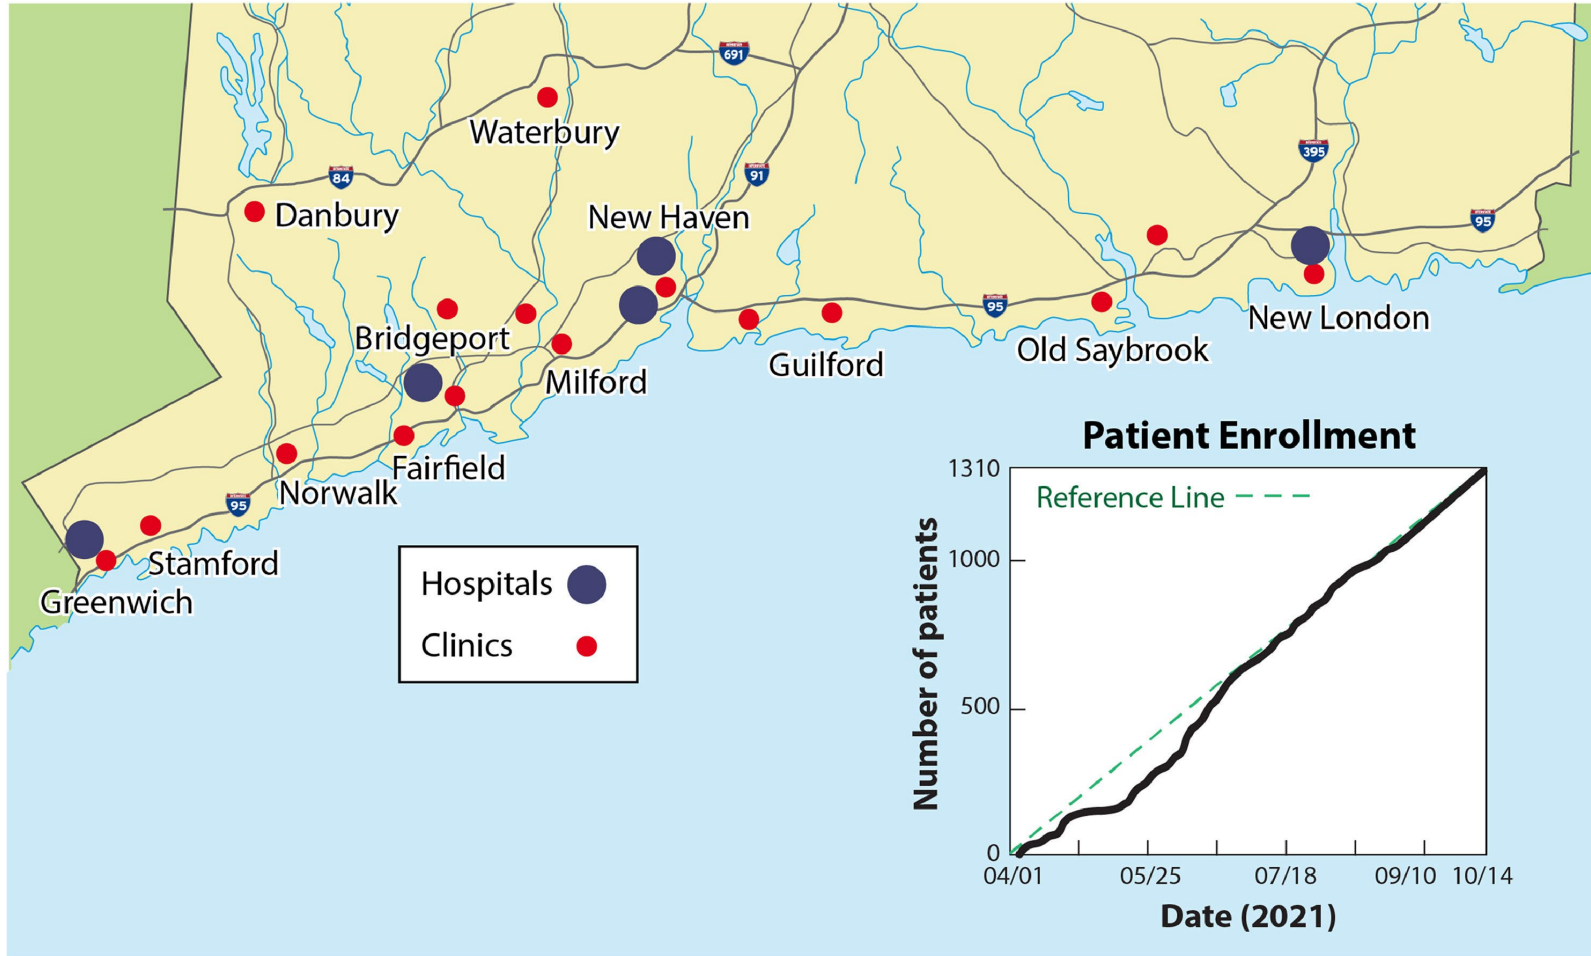 691
Waterbury
395
91
84
Danbury
New Haven
95
95
Bridgeport
New London
Old Saybrook
Guilford
Milford
Fairfield
Norwalk
95
Stamford
Greenwich
Hospitals
Clinics
Patient Enrollment
1310
Reference Line
1000
500
0
Number of patients
04/01 05/25 07/18 09/10 10/14
Date (2021)